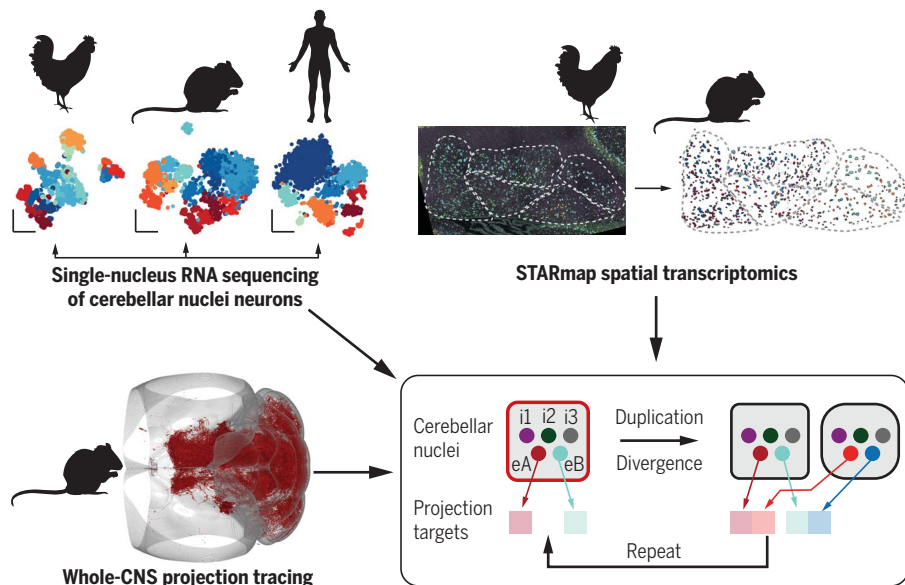 Single-nucleus RNA sequencing
of cerebellar nuclei neurons
STARmap spatial transcriptomics
Whole-CNS projection tracing
Cerebellar
nuclei
i1 i2 i3
eA eB
Duplication
Divergence
Projection
targets
Repeat